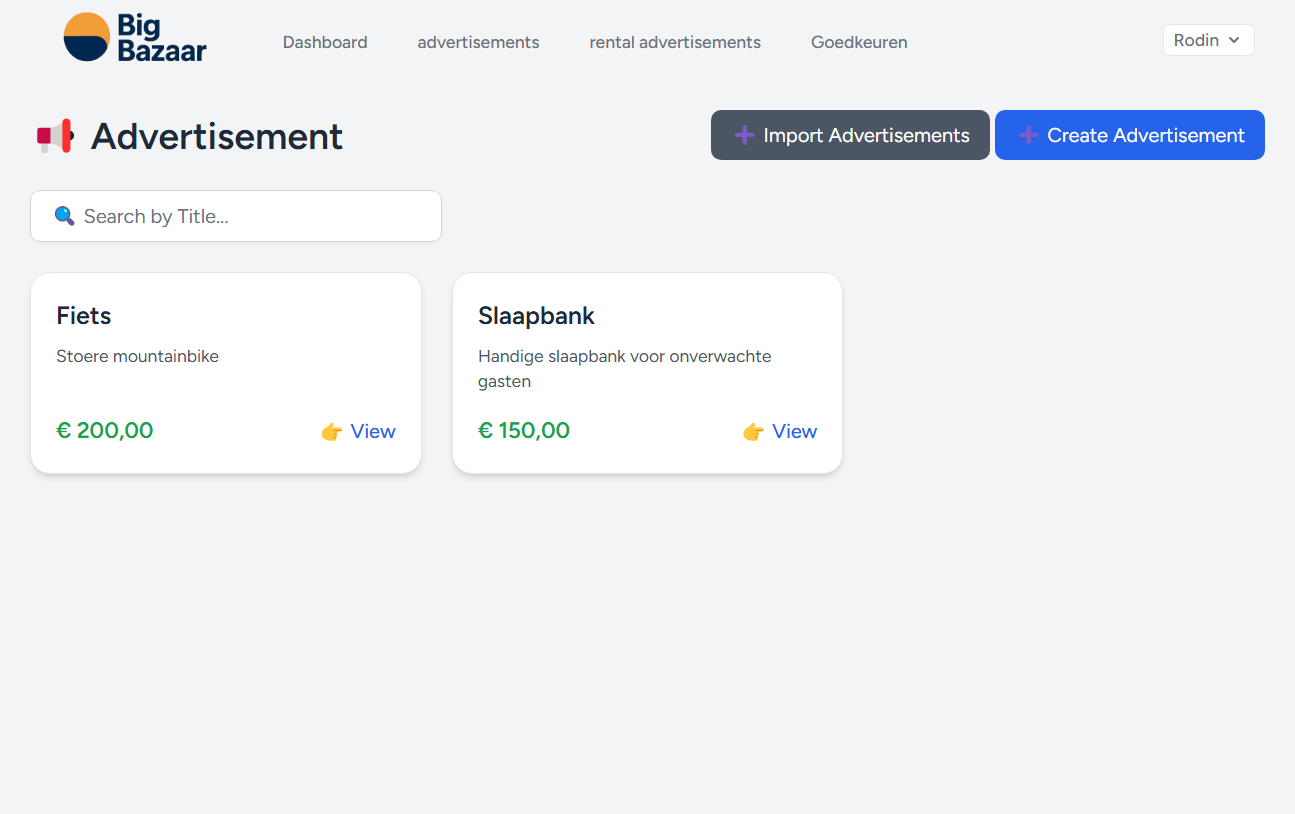 Big
Bazaar
Dashboard
advertisements
rental advertisements
Goedkeuren
Rodin
Advertisement
Import Advertisements
Create Advertisement
Search by Title...
Fiets
Stoere mountainbike
€ 200,00
View
Slaapbank
Handige slaapbank voor onverwachte
gasten
€ 150,00
View